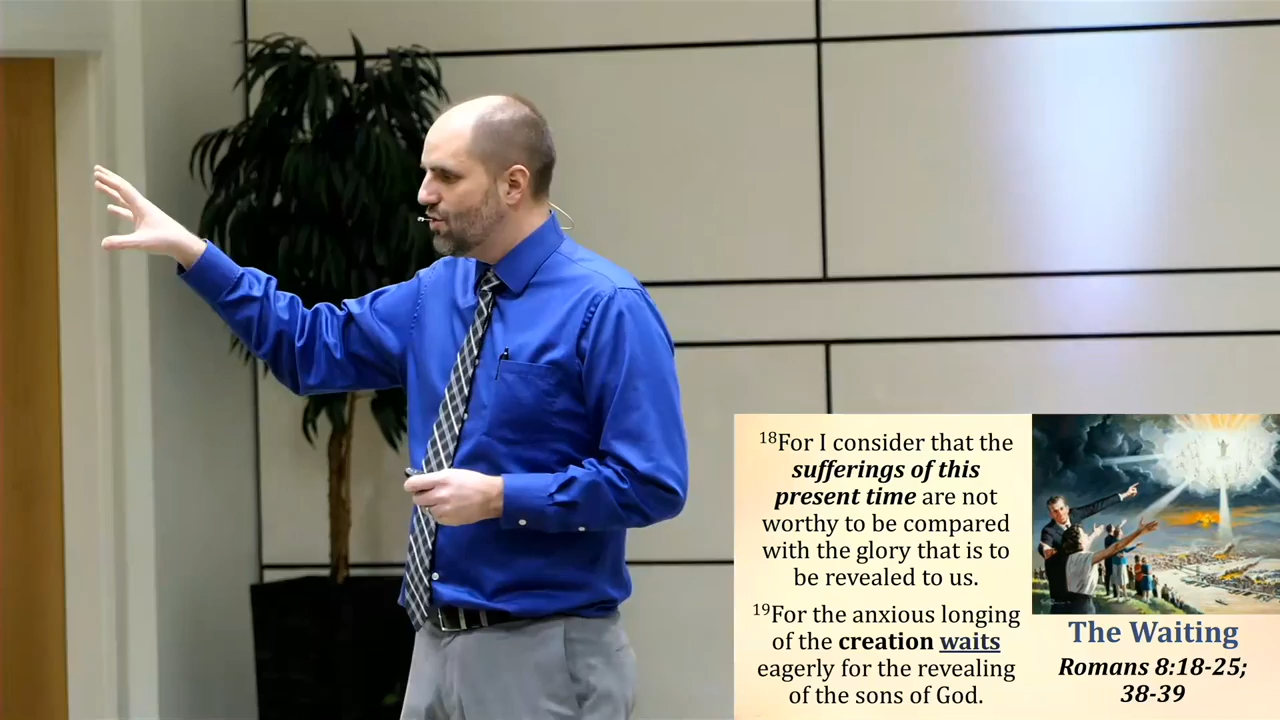 18For I consider that the
sufferings of this
present time are not
worthy to be compared
with the glory that is to
be revealed to us.
19For the anxious longing
of the creation waits
eagerly for the revealing
of the sons of God.
The Waiting
Romans 8:18-25;
38-39